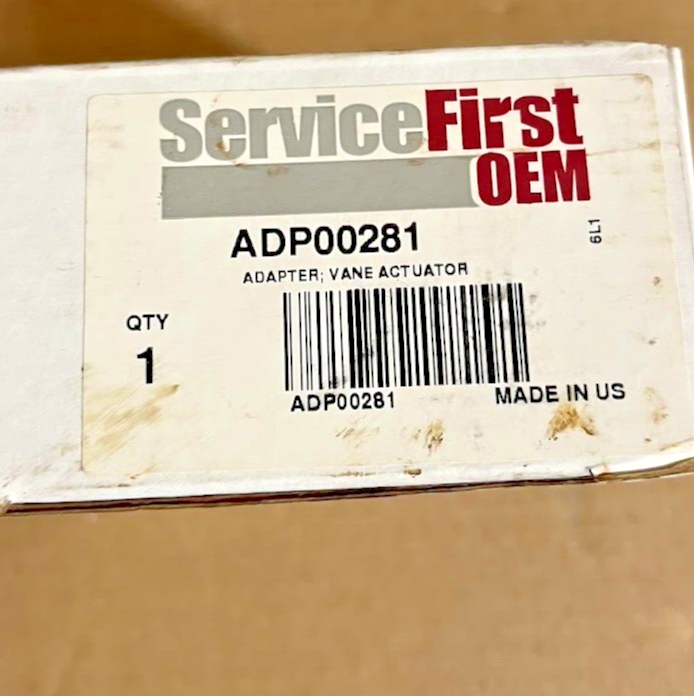 ServiceFirst
OEM
ADP00281
6L1
ADAPTER; VANE ACTUATOR
QTY
1
ADP00281
MADE IN US